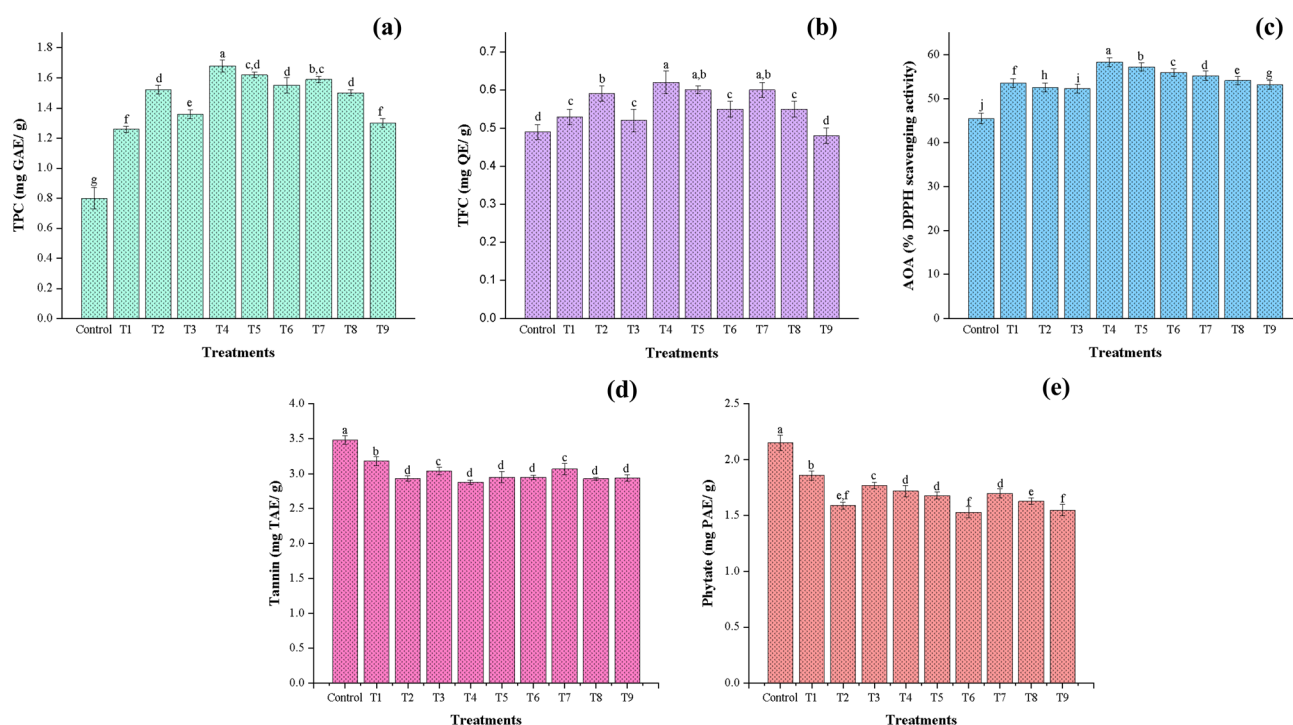 (a)
TPC (mg GAE/ g)
1.8
1.6
1.4
1.2
1.0
0.8
0.6
0.4
0.2
0.0
g
f
d
e
a
c,d
d
b,c
d
f
Control T1 T2 T3 T4 T5 T6 T7 T8 T9
Treatments
(b)
TFC (mg QE/ g)
0.7
0.6
0.5
0.4
0.3
0.2
0.1
0.0
d
c
b
c
a
a,b
c
a,b
c
d
Control T1 T2 T3 T4 T5 T6 T7 T8 T9
Treatments
(c)
AOA (% DPPH scavenging activity)
60
50
40
30
20
10
0
j
f
h
i
a
b
c
d
e
g
Control T1 T2 T3 T4 T5 T6 T7 T8 T9
Treatments
(d)
Tannin (mg TAE/ g)
4.0
3.5
3.0
2.5
2.0
1.5
1.0
0.5
0.0
a
b
d
c
d
d
d
c
d
d
Control T1 T2 T3 T4 T5 T6 T7 T8 T9
Treatments
(e)
Phytate (mg PAE/ g)
2.5
2.0
1.5
1.0
0.5
0.0
a
b
e,f
c
d
d
f
d
e
f
Control T1 T2 T3 T4 T5 T6 T7 T8 T9
Treatments